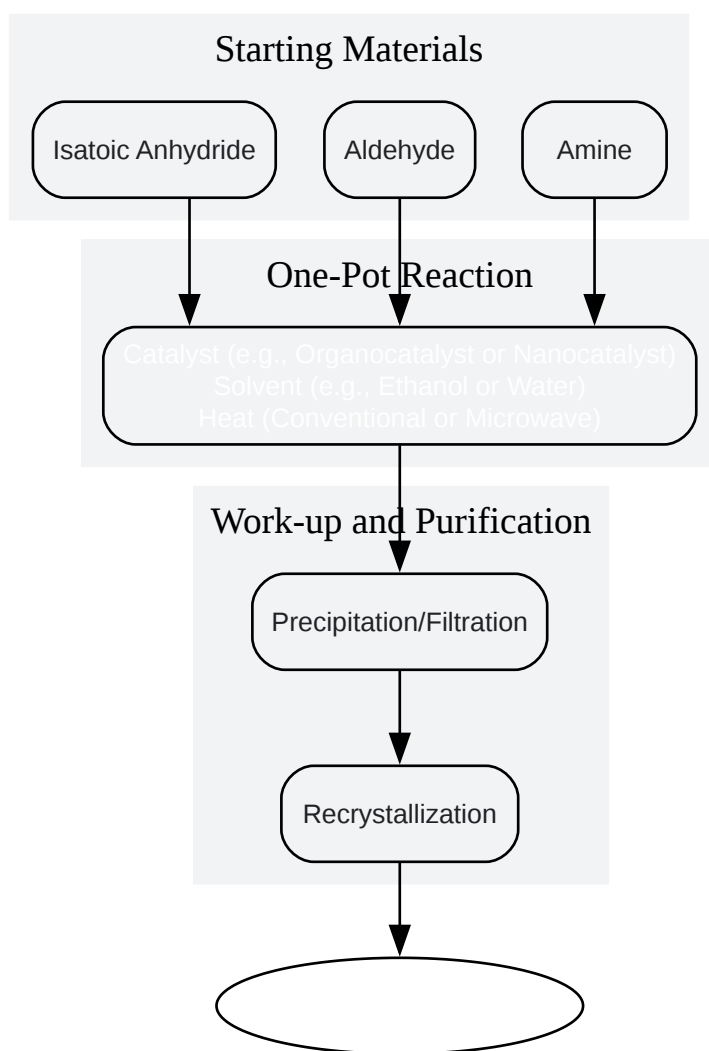 Starting Materials
Isatoic Anhydride
Aldehyde
Amine
One-Pot Reaction
Catalyst (e.g., Organocatalyst or Nanocatalyst)
Solvent (e.g., Ethanol or Water)
Heat (Conventional or Microwave)
Work-up and Purification
Precipitation/Filtration
Recrystallization